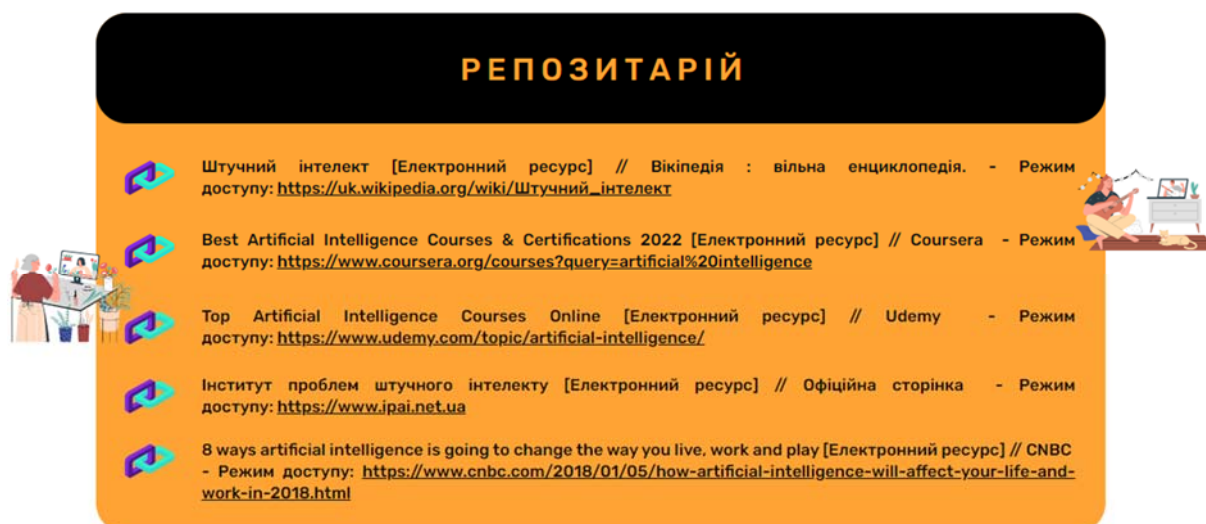 РЕПОЗИТАРІЙ
Штучний інтелект [Електронний ресурс] // Вікіпедія : вільна енциклопедія. - Режим
доступу: https://uk.wikipedia.org/wiki/Штучний_інтелект
Best Artificial Intelligence Courses & Certifications 2022 [Електронний ресурс] // Coursera - Режим
доступу: https://www.coursera.org/courses?query=artificial%20intelligence
Top Artificial Intelligence Courses Online [Електронний ресурс] // Udemy - Режим
доступу: https://www.udemy.com/topic/artificial-intelligence/
Інститут проблем штучного інтелекту [Електронний ресурс] // Офіційна сторінка - Режим
доступу: https://www.ipai.net.ua
8 ways artificial intelligence is going to change the way you live, work and play [Електронний ресурс] // CNBC
- Режим доступу: https://www.cnbc.com/2018/01/05/how-artificial-intelligence-will-affect-your-life-and-
work-in-2018.html